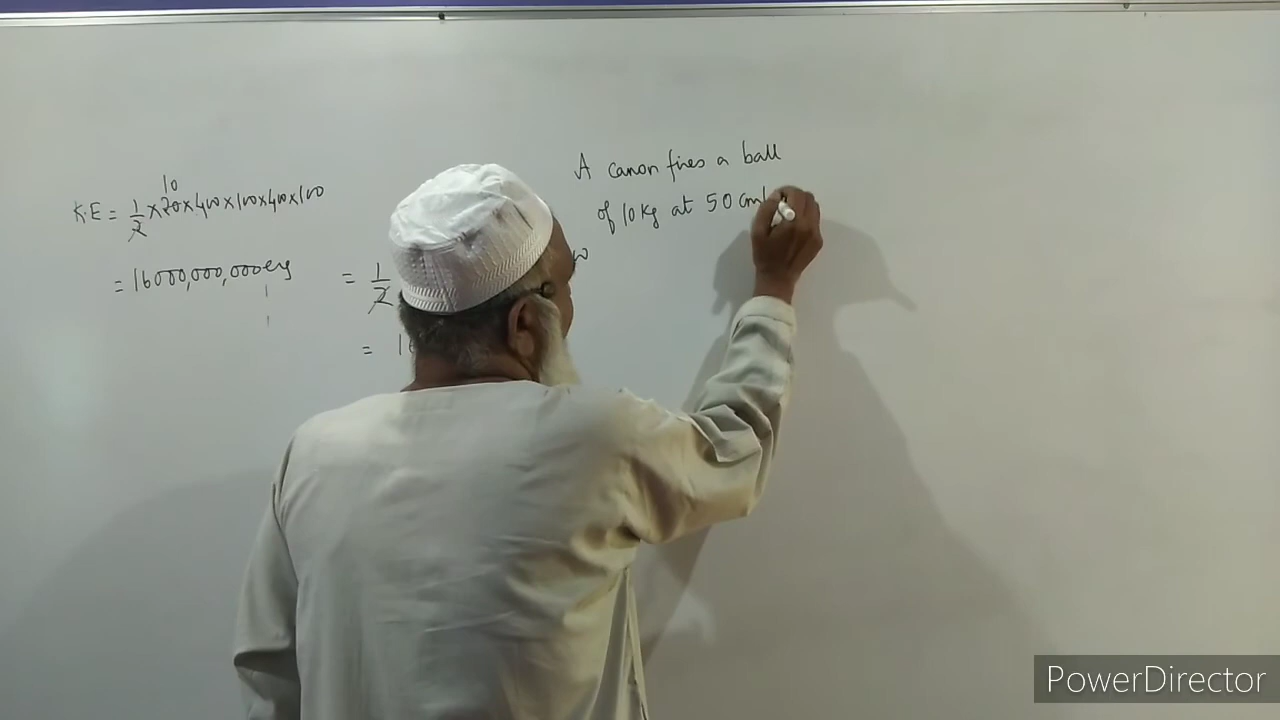 10
K.E = 1/2 × 20 × 400 × 100 × 400 × 100
= 16000,000,000 erg
= 1/2
=
A canon fires a ball
of 10 Kg at 50 cm/
PowerDirector